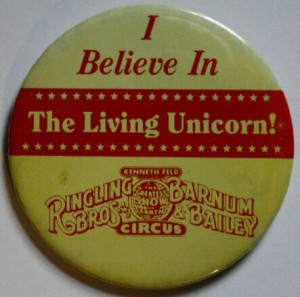 I
Believe In
The Living Unicorn!
KENNETH FELD
RINGLING BROS. AND BARNUM & BAILEY
THE
GREATEST
SHOW
ON EARTH
CIRCUS